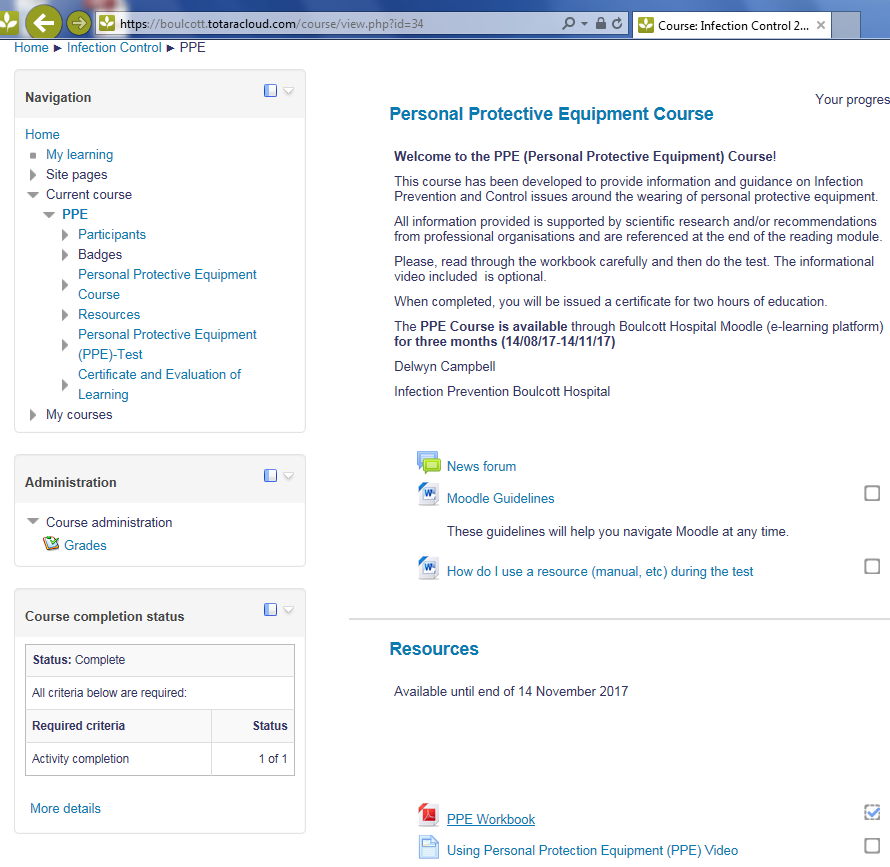 https://boulcott.totaracloud.com/course/view.php?id=34
Course: Infection Control 2...
Home ► Infection Control ► PPE
Navigation
Home
My learning
Site pages
Current course
PPE
Participants
Badges
Personal Protective Equipment
Course
Resources
Personal Protective Equipment
(PPE)-Test
Certificate and Evaluation of
Learning
My courses
Administration
Course administration
Grades
Course completion status
Status: Complete
All criteria below are required:
Required criteria Status
Activity completion 1 of 1
More details
Your progres
Personal Protective Equipment Course
Welcome to the PPE (Personal Protective Equipment) Course!
This course has been developed to provide information and guidance on Infection
Prevention and Control issues around the wearing of personal protective equipment.
All information provided is supported by scientific research and/or recommendations
from professional organisations and are referenced at the end of the reading module.
Please, read through the workbook carefully and then do the test. The informational
video included is optional.
When completed, you will be issued a certificate for two hours of education.
The PPE Course is available through Boulcott Hospital Moodle (e-learning platform)
for three months (14/08/17-14/11/17)
Delwyn Campbell
Infection Prevention Boulcott Hospital
News forum
Moodle Guidelines
These guidelines will help you navigate Moodle at any time.
How do I use a resource (manual, etc) during the test
Resources
Available until end of 14 November 2017
PPE Workbook
Using Personal Protection Equipment (PPE) Video